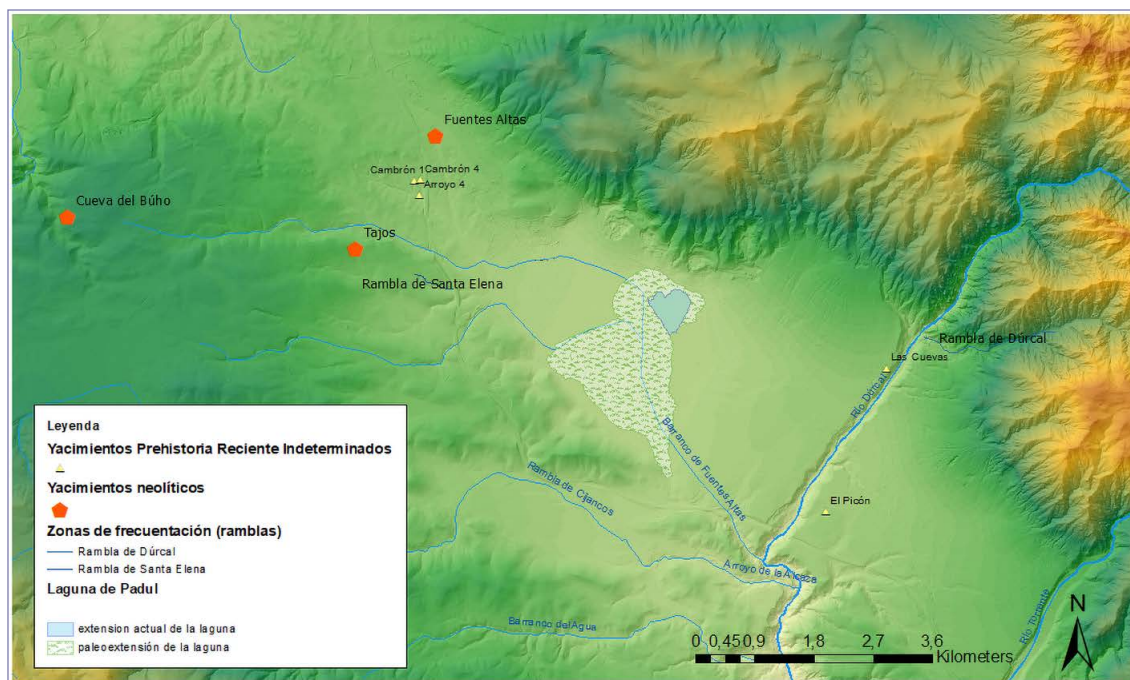 Fuentes Altas
Cambrón 1
Cambrón 4
Arroyo 4
Cueva del Búho
Tajos
Rambla de Santa Elena
Rambla de Dúrcal
Las Cuevas
Río Dúrcal
Barranco de Fuentes Altas
El Picón
Rambla de Cijancos
Arroyo de la Alcaza
Barranco del Agua
Río Torrente
Leyenda
Yacimientos Prehistoria Reciente Indeterminados
Yacimientos neolíticos
Zonas de frecuentación (ramblas)
Rambla de Dúrcal
Rambla de Santa Elena
Laguna de Padul
extension actual de la laguna
paleoextensión de la laguna
N
0 0,45 0,9 1,8 2,7 3,6
Kilometers